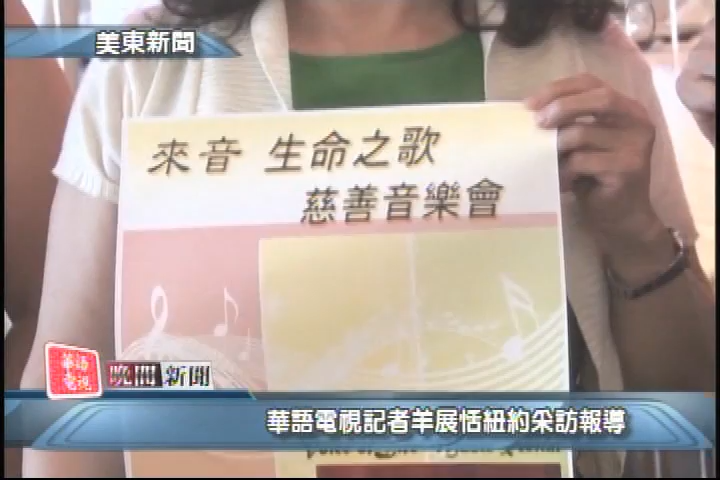 美東新聞
來音 生命之歌
慈善音樂會
華語
電視
晚間新聞
華語電視記者羊展恬紐約采訪報導